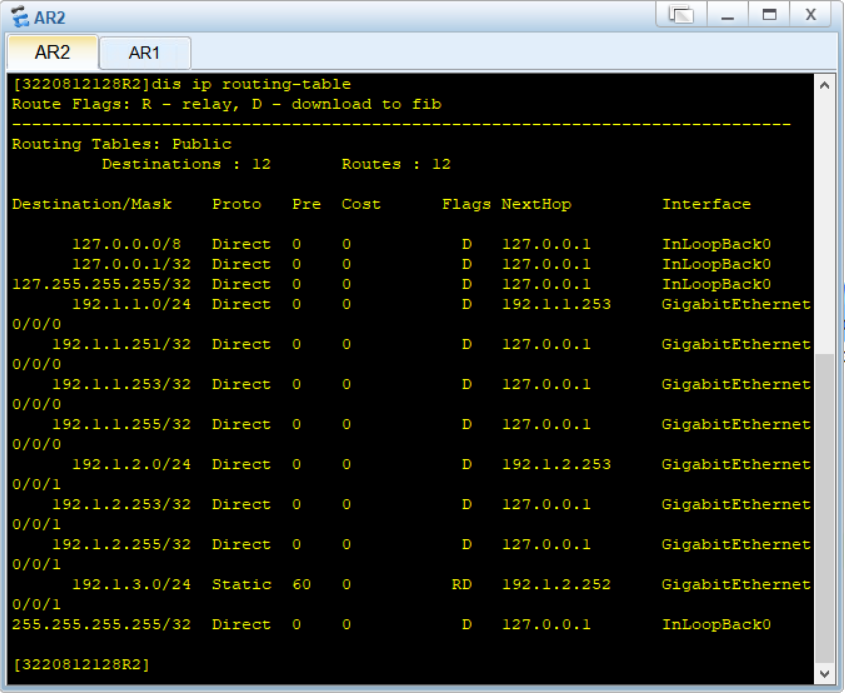 AR2
AR2 AR1
[3220812128R2]dis ip routing-table
Route Flags: R - relay, D - download to fib
------------------------------------------------------------------------------
Routing Tables: Public
         Destinations : 12       Routes : 12
Destination/Mask    Proto   Pre  Cost      Flags NextHop         Interface
      127.0.0.0/8   Direct  0    0           D   127.0.0.1       InLoopBack0
      127.0.0.1/32  Direct  0    0           D   127.0.0.1       InLoopBack0
127.255.255.255/32  Direct  0    0           D   127.0.0.1       InLoopBack0
      192.1.1.0/24  Direct  0    0           D   192.1.1.253     GigabitEthernet
0/0/0
    192.1.1.251/32  Direct  0    0           D   127.0.0.1       GigabitEthernet
0/0/0
    192.1.1.253/32  Direct  0    0           D   127.0.0.1       GigabitEthernet
0/0/0
    192.1.1.255/32  Direct  0    0           D   127.0.0.1       GigabitEthernet
0/0/0
      192.1.2.0/24  Direct  0    0           D   192.1.2.253     GigabitEthernet
0/0/1
    192.1.2.253/32  Direct  0    0           D   127.0.0.1       GigabitEthernet
0/0/1
    192.1.2.255/32  Direct  0    0           D   127.0.0.1       GigabitEthernet
0/0/1
      192.1.3.0/24  Static  60   0          RD   192.1.2.252     GigabitEthernet
0/0/1
255.255.255.255/32  Direct  0    0           D   127.0.0.1       InLoopBack0
[3220812128R2]